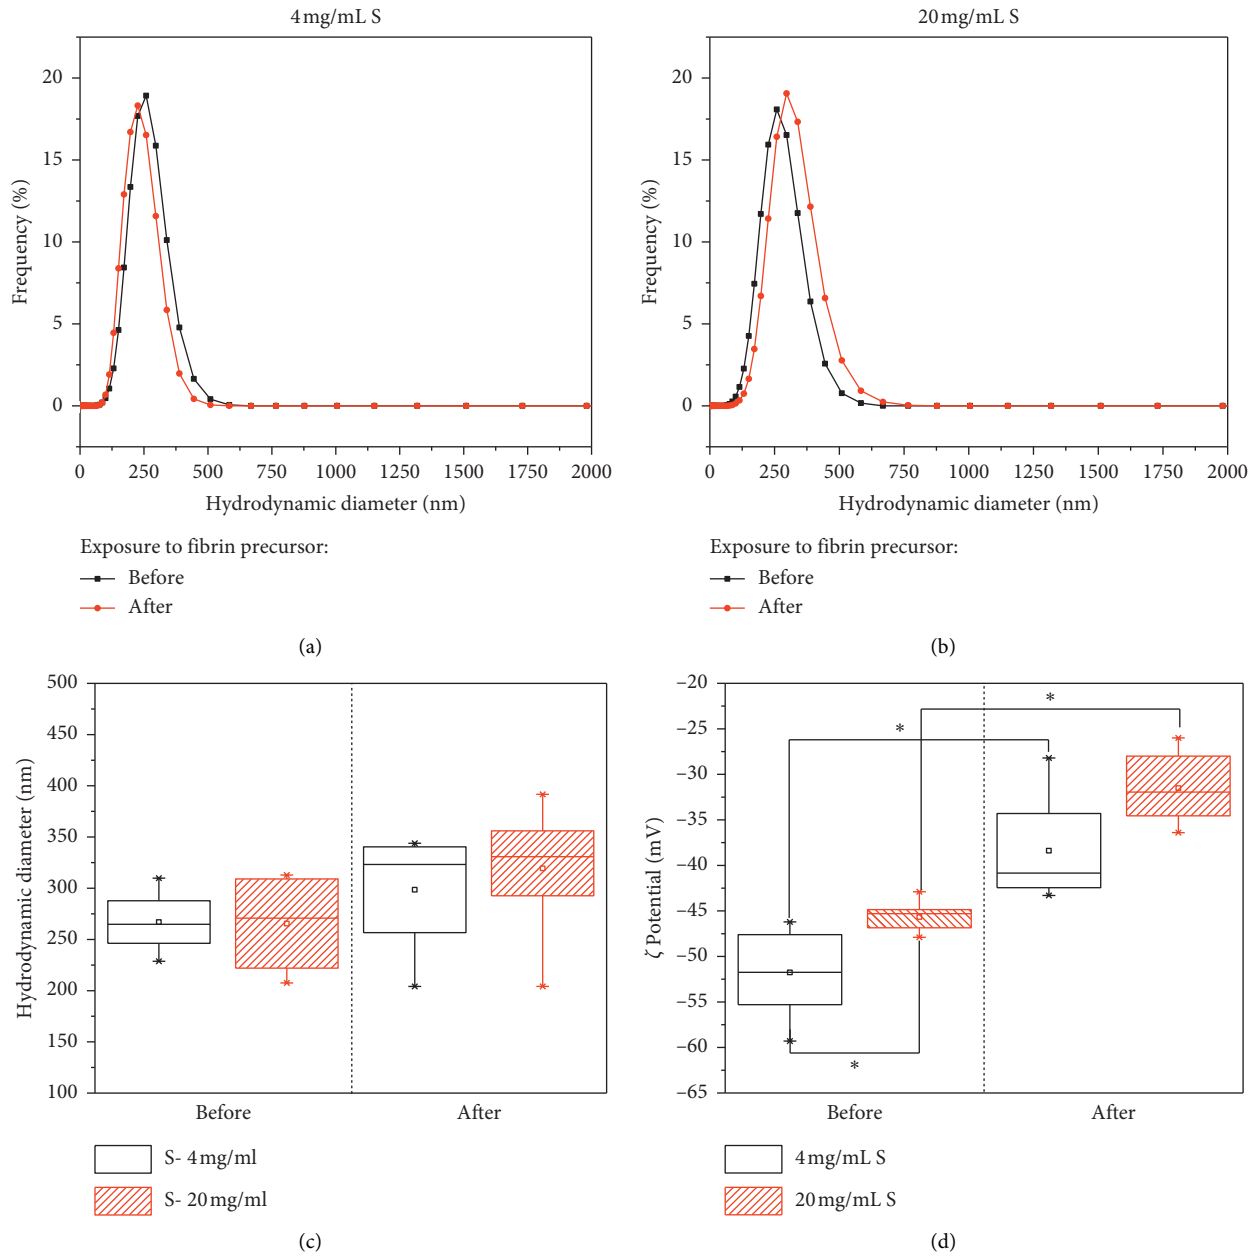 4 mg/mL S
Frequency (%)
20
15
10
5
0
0 250 500 750 1000 1250 1500 1750 2000
Hydrodynamic diameter (nm)
Exposure to fibrin precursor:
Before
After
(a)
20 mg/mL S
Frequency (%)
20
15
10
5
0
0 250 500 750 1000 1250 1500 1750 2000
Hydrodynamic diameter (nm)
Exposure to fibrin precursor:
Before
After
(b)
Hydrodynamic diameter (nm)
500
450
400
350
300
250
200
150
100
Before After
S- 4 mg/ml
S- 20 mg/ml
(c)
ζ Potential (mV)
−20
−25
−30
−35
−40
−45
−50
−55
−60
−65
*
*
*
Before After
4 mg/mL S
20 mg/mL S
(d)